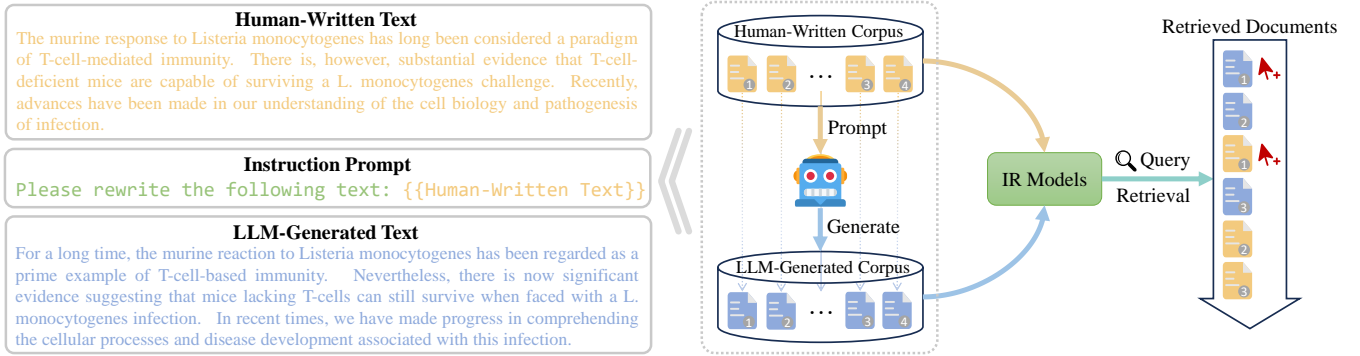 Human-Written Text
The murine response to Listeria monocytogenes has long been considered a paradigm
of T-cell-mediated immunity. There is, however, substantial evidence that T-cell-
deficient mice are capable of surviving a L. monocytogenes challenge. Recently,
advances have been made in our understanding of the cell biology and pathogenesis
of infection.
Instruction Prompt
Please rewrite the following text: {{Human-Written Text}}
LLM-Generated Text
For a long time, the murine reaction to Listeria monocytogenes has been regarded as a
prime example of T-cell-based immunity. Nevertheless, there is now significant
evidence suggesting that mice lacking T-cells can still survive when faced with a L.
monocytogenes infection. In recent times, we have made progress in comprehending
the cellular processes and disease development associated with this infection.
Human-Written Corpus
1 2 ... 3 4
Prompt
Generate
LLM-Generated Corpus
1 2 ... 3 4
IR Models
Query
Retrieval
Retrieved Documents
1
2
1
3
2
3